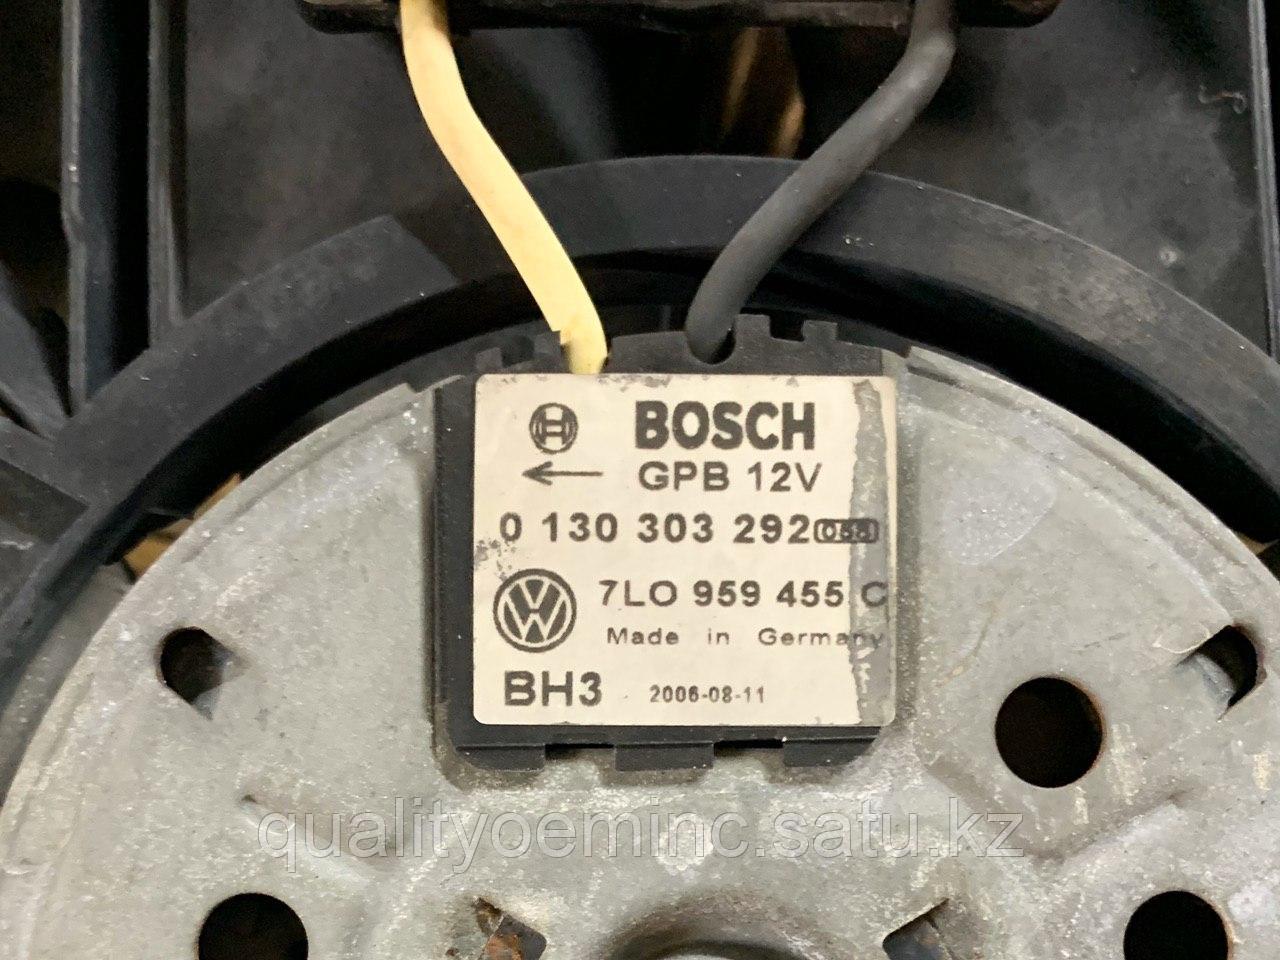 BOSCH
GPB 12V
0 130 303 292
7LO 959 455 C
Made in Germany
BH3 2006-08-11
qualityoeminc.satu.kz